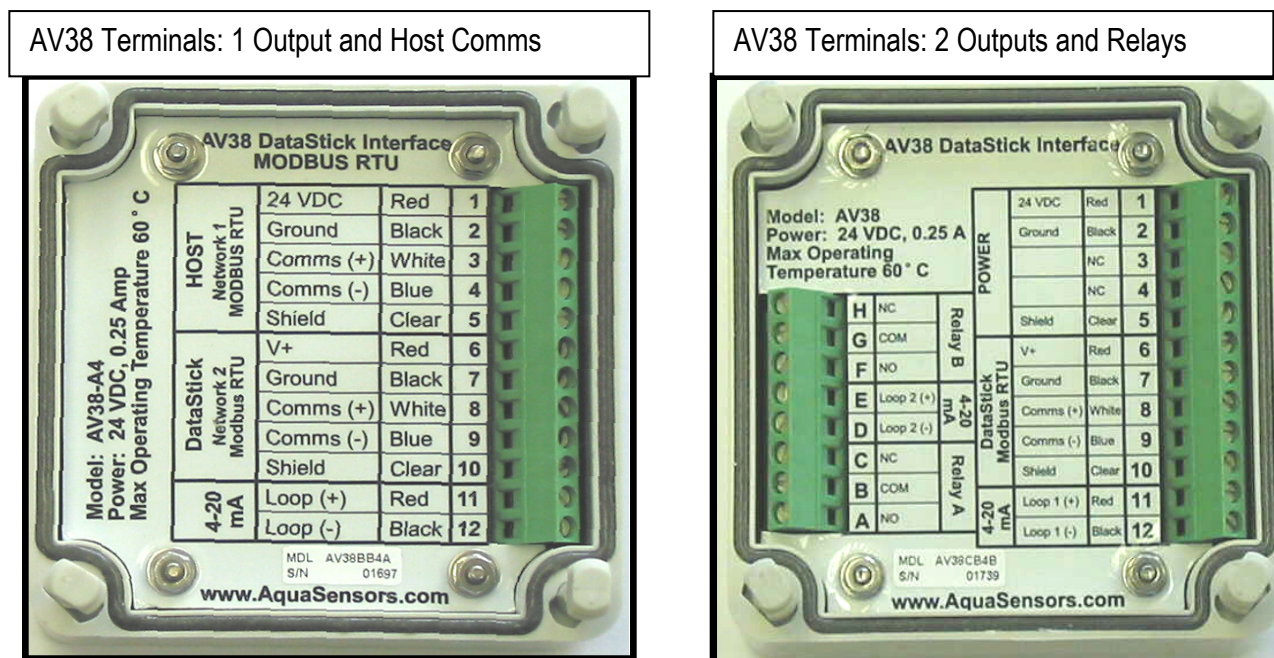 AV38 Terminals: 1 Output and Host Comms
AV38 DataStick Interface
MODBUS RTU
Model: AV38-A4
Power: 24 VDC, 0.25 Amp
Max Operating Temperature 60° C
HOST
Network 1
MODBUS RTU
24 VDC Red 1
Ground Black 2
Comms (+) White 3
Comms (-) Blue 4
Shield Clear 5
DataStick
Network 2
Modbus RTU
V+ Red 6
Ground Black 7
Comms (+) White 8
Comms (-) Blue 9
Shield Clear 10
4-20
mA
Loop (+) Red 11
Loop (-) Black 12
MDL AV38BB4A
S/N 01697
www.AquaSensors.com
AV38 Terminals: 2 Outputs and Relays
AV38 DataStick Interface
Model: AV38
Power: 24 VDC, 0.25 A
Max Operating
Temperature 60° C
H NC
G COM
F NO
Relay B
E Loop 2 (+)
D Loop 2 (-)
4-20
mA
C NC
B COM
A NO
Relay A
POWER
24 VDC Red 1
Ground Black 2
NC 3
NC 4
Shield Clear 5
DataStick
Modbus RTU
V+ Red 6
Ground Black 7
Comms (+) White 8
Comms (-) Blue 9
Shield Clear 10
4-20
mA
Loop 1 (+) Red 11
Loop 1 (-) Black 12
MDL AV38CB4B
S/N 01739
www.AquaSensors.com